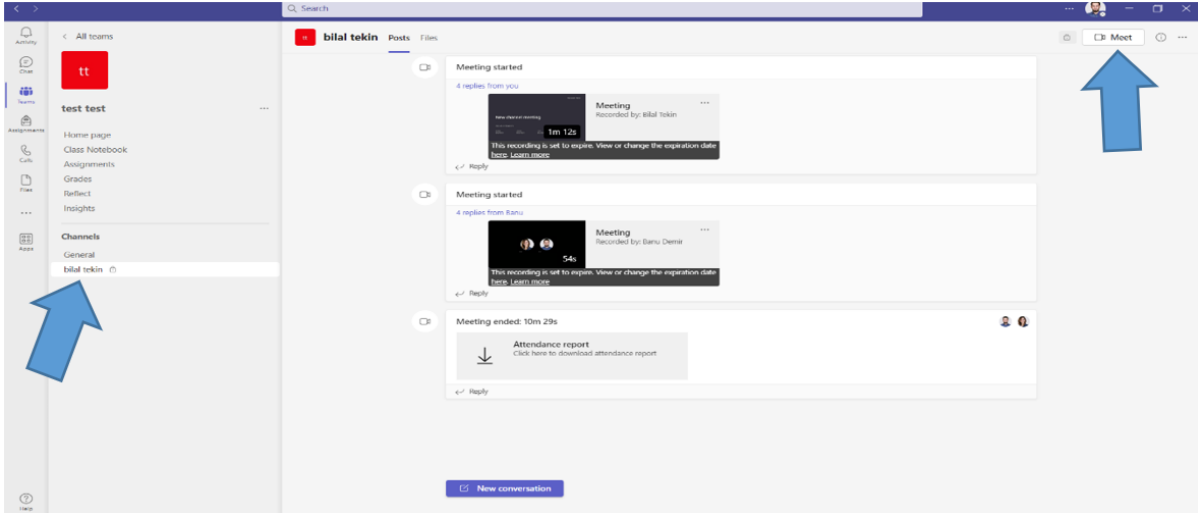 Search
Activity
Chat
Teams
Assignments
Calls
Files
Apps
Help
All teams
tt
test test
Home page
Class Notebook
Assignments
Grades
Reflect
Insights
Channels
General
bilal tekin
bilal tekin Posts Files
Meet
Meeting started
4 replies from you
New channel meeting
1m 12s
Meeting
Recorded by: Bilal Tekin
This recording is set to expire. View or change the expiration date
here. Learn more
Reply
Meeting started
4 replies from Banu
54s
Meeting
Recorded by: Banu Demir
This recording is set to expire. View or change the expiration date
here. Learn more
Reply
Meeting ended: 10m 29s
Attendance report
Click here to download attendance report
Reply
New conversation